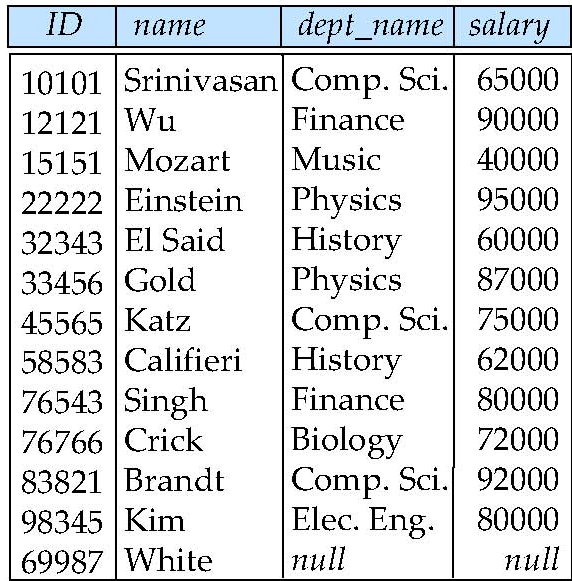 ID name dept_name salary
10101 Srinivasan Comp. Sci. 65000
12121 Wu Finance 90000
15151 Mozart Music 40000
22222 Einstein Physics 95000
32343 El Said History 60000
33456 Gold Physics 87000
45565 Katz Comp. Sci. 75000
58583 Califieri History 62000
76543 Singh Finance 80000
76766 Crick Biology 72000
83821 Brandt Comp. Sci. 92000
98345 Kim Elec. Eng. 80000
69987 White null null